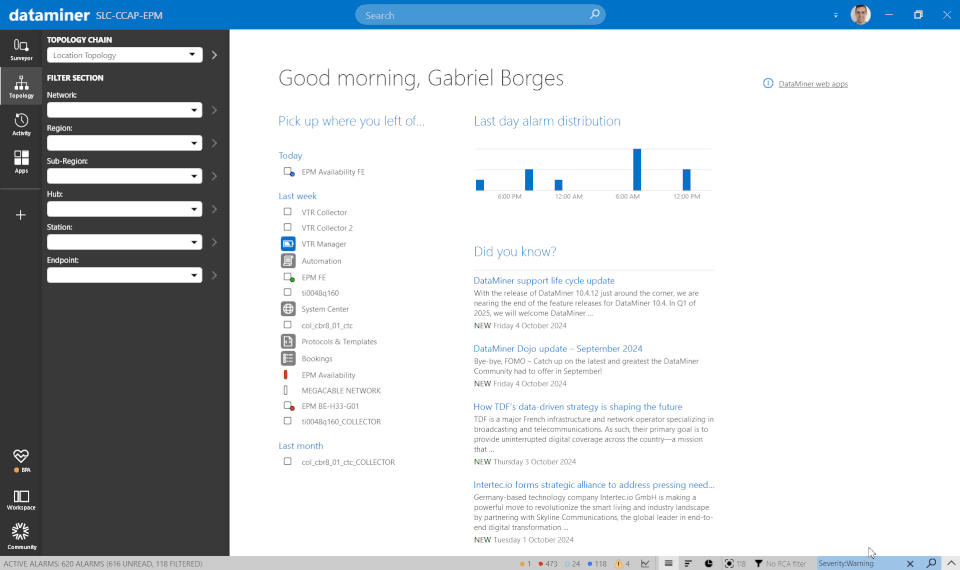 dataminer SLC-CCAP-EPM
Search
Surveyor
Topology
Activity
Apps
BPA
Workspace
Community
TOPOLOGY CHAIN
Location Topology
FILTER SECTION
Network:
Region:
Sub-Region:
Hub:
Station:
Endpoint:
Good morning, Gabriel Borges
DataMiner web apps
Pick up where you left of...
Today
EPM Availability FE
Last week
VTR Collector
VTR Collector 2
VTR Manager
Automation
EPM FE
ti0048q160
System Center
col_cbr8_01_ctc
Protocols & Templates
Bookings
EPM Availability
MEGACABLE NETWORK
EPM BE-H33-G01
ti0048q160_COLLECTOR
Last month
col_cbr8_01_ctc_COLLECTOR
Last day alarm distribution
6:00 PM 12:00 AM 6:00 AM 12:00 PM
Did you know?
DataMiner support life cycle update
With the release of DataMiner 10.4.12 just around the corner, we are
nearing the end of the feature releases for DataMiner 10.4. In Q1 of
2025, we will welcome DataMiner ...
NEW Friday 4 October 2024
DataMiner Dojo update – September 2024
Bye-bye, FOMO – Catch up on the latest and greatest the DataMiner
Community had to offer in September!
NEW Friday 4 October 2024
How TDF's data-driven strategy is shaping the future
TDF is a major French infrastructure and network operator specializing in
broadcasting and telecommunications. As such, their primary goal is to
provide uninterrupted digital coverage across the country—a mission
that ...
NEW Thursday 3 October 2024
Intertec.io forms strategic alliance to address pressing need...
Germany-based technology company Intertec.io GmbH is making a
powerful move to revolutionize the smart living and industry landscape
by partnering with Skyline Communications, the global leader in end-to-
end digital transformation ...
NEW Tuesday 1 October 2024
ACTIVE ALARMS: 620 ALARMS (616 UNREAD, 118 FILTERED)
1 473 24 118 4 118 No RCA filter Severity:Warning